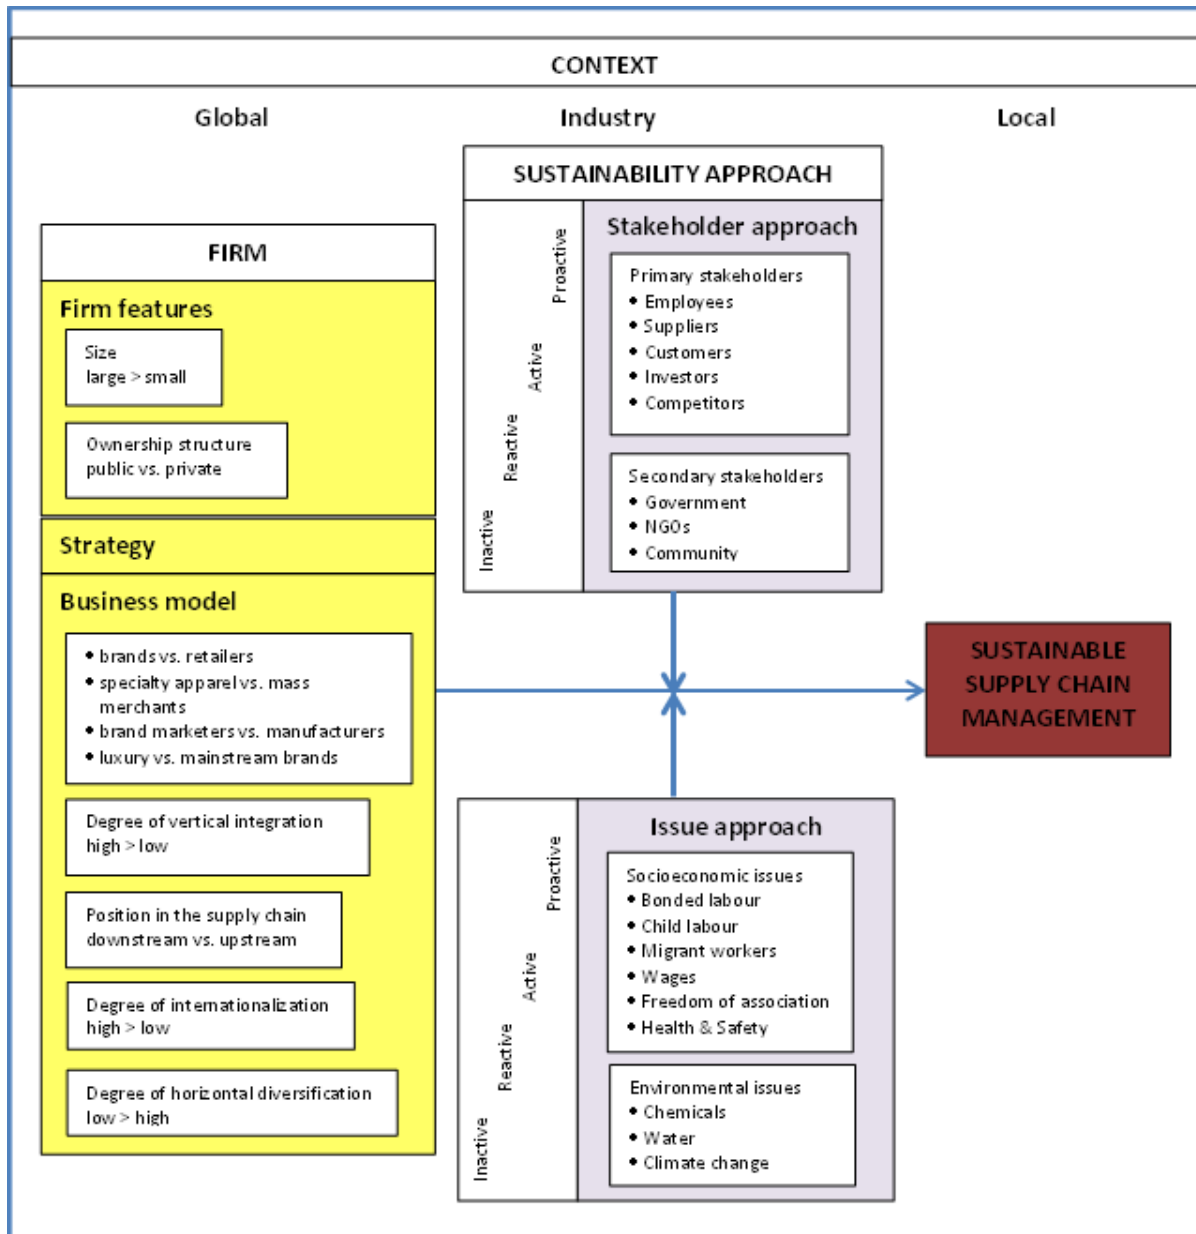 CONTEXT
Global
Industry
Local
FIRM
Firm features
Size
large > small
Ownership structure
public vs. private
Strategy
Business model
• brands vs. retailers
• specialty apparel vs. mass
merchants
• brand marketers vs. manufacturers
• luxury vs. mainstream brands
Degree of vertical integration
high > low
Position in the supply chain
downstream vs. upstream
Degree of internationalization
high > low
Degree of horizontal diversification
low > high
SUSTAINABILITY APPROACH
Inactive
Reactive
Active
Proactive
Stakeholder approach
Primary stakeholders
• Employees
• Suppliers
• Customers
• Investors
• Competitors
Secondary stakeholders
• Government
• NGOs
• Community
Inactive
Reactive
Active
Proactive
Issue approach
Socioeconomic issues
• Bonded labour
• Child labour
• Migrant workers
• Wages
• Freedom of association
• Health & Safety
Environmental issues
• Chemicals
• Water
• Climate change
SUSTAINABLE
SUPPLY CHAIN
MANAGEMENT